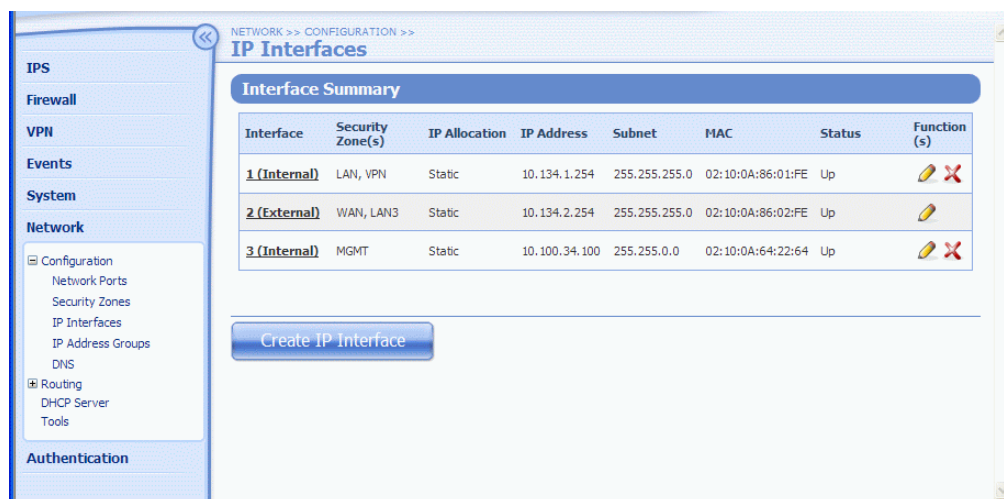 NETWORK >> CONFIGURATION >>
IP Interfaces
IPS
Firewall
VPN
Events
System
Network
Configuration
Network Ports
Security Zones
IP Interfaces
IP Address Groups
DNS
Routing
DHCP Server
Tools
Authentication
Interface Summary
Interface Security Zone(s) IP Allocation IP Address Subnet MAC Status Function (s)
1 (Internal) LAN, VPN Static 10.134.1.254 255.255.255.0 02:10:0A:86:01:FE Up
2 (External) WAN, LAN3 Static 10.134.2.254 255.255.255.0 02:10:0A:86:02:FE Up
3 (Internal) MGMT Static 10.100.34.100 255.255.0.0 02:10:0A:64:22:64 Up
Create IP Interface